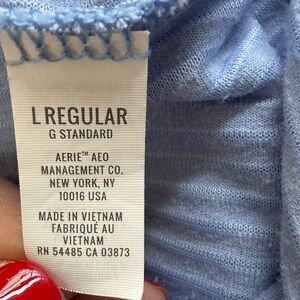 L REGULAR
G STANDARD
AERIE™ AEO
MANAGEMENT CO.
NEW YORK, NY
10016 USA
MADE IN VIETNAM
FABRIQUÉ AU
VIETNAM
RN 54485 CA 03873